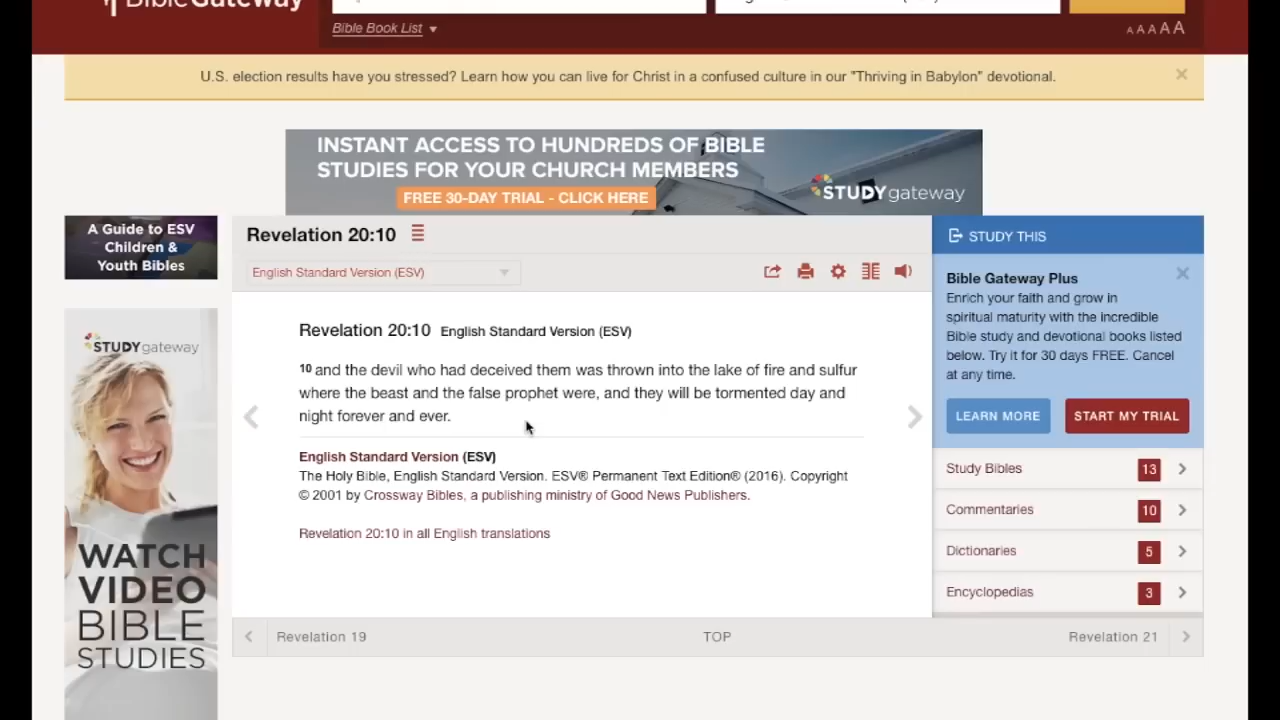 BibleGateway
Bible Book List
A A A A A
U.S. election results have you stressed? Learn how you can live for Christ in a confused culture in our "Thriving in Babylon" devotional.
INSTANT ACCESS TO HUNDREDS OF BIBLE
STUDIES FOR YOUR CHURCH MEMBERS
FREE 30-DAY TRIAL - CLICK HERE
STUDYgateway
A Guide to ESV
Children &
Youth Bibles
STUDYgateway
WATCH
VIDEO
BIBLE
STUDIES
Revelation 20:10
English Standard Version (ESV)
Revelation 20:10 English Standard Version (ESV)
10 and the devil who had deceived them was thrown into the lake of fire and sulfur
where the beast and the false prophet were, and they will be tormented day and
night forever and ever.
English Standard Version (ESV)
The Holy Bible, English Standard Version. ESV® Permanent Text Edition® (2016). Copyright
© 2001 by Crossway Bibles, a publishing ministry of Good News Publishers.
Revelation 20:10 in all English translations
STUDY THIS
Bible Gateway Plus
Enrich your faith and grow in
spiritual maturity with the incredible
Bible study and devotional books listed
below. Try it for 30 days FREE. Cancel
at any time.
LEARN MORE START MY TRIAL
Study Bibles 13
Commentaries 10
Dictionaries 5
Encyclopedias 3
Revelation 19 TOP Revelation 21